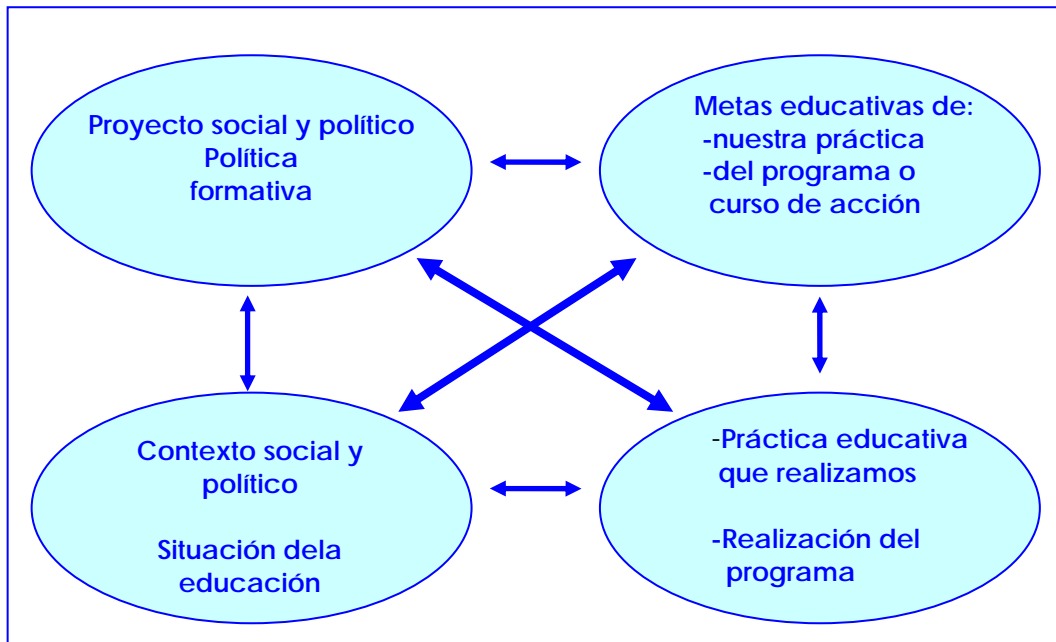 Proyecto social y político
Política
formativa
Metas educativas de:
-nuestra práctica
-del programa o
curso de acción
Contexto social y
político
Situación dela
educación
-Práctica educativa
que realizamos
-Realización del
programa